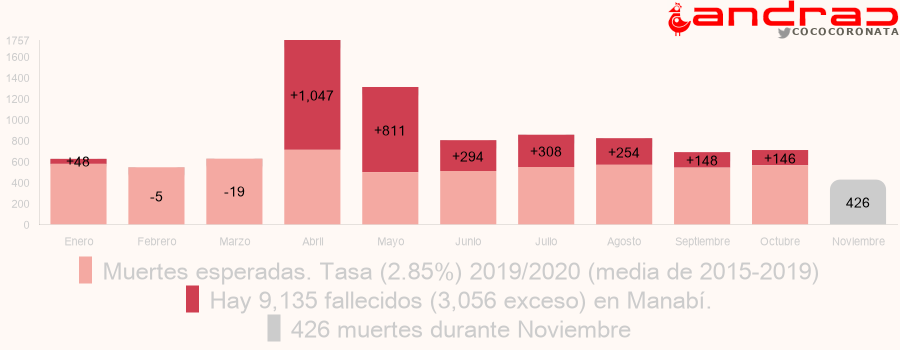 andrac
COCOCORONATA
1757
1600
1400
1200
1000
800
600
400
200
0
+48
-5
-19
+1,047
+811
+294
+308
+254
+148
+146
426
Enero
Febrero
Marzo
Abril
Mayo
Junio
Julio
Agosto
Septiembre
Octubre
Noviembre
Muertes esperadas. Tasa (2.85%) 2019/2020 (media de 2015-2019)
Hay 9,135 fallecidos (3,056 exceso) en Manabí.
426 muertes durante Noviembre